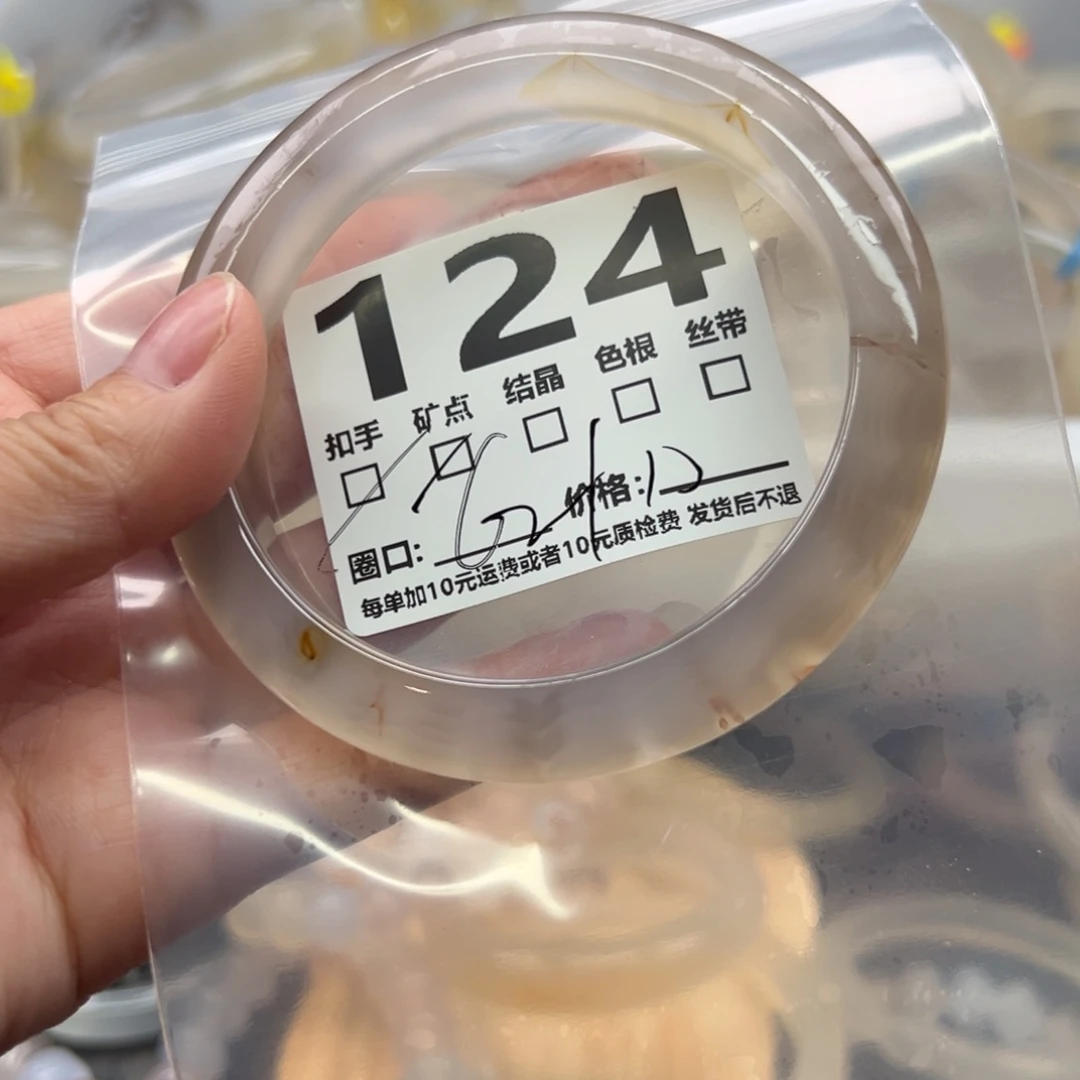 124
扣手 矿点 结晶 色根 丝带
圈口: 62 价格: 12
每单加10元运费或者10元质检费 发货后不退